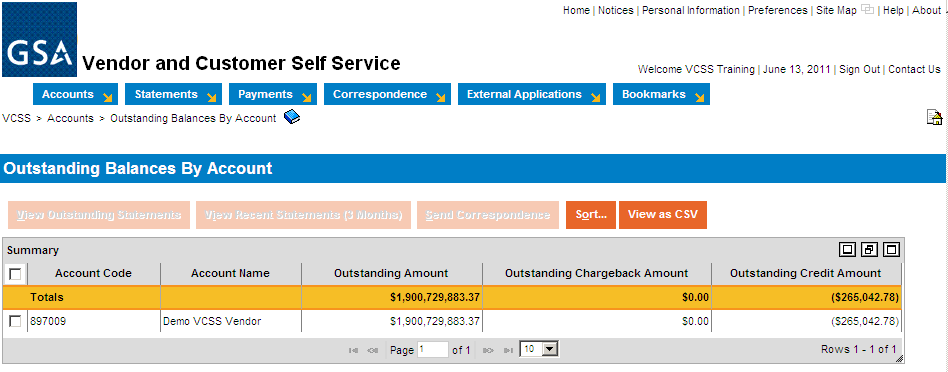 Home | Notices | Personal Information | Preferences | Site Map | Help | About
GSA
Vendor and Customer Self Service
Welcome VCSS Training | June 13, 2011 | Sign Out | Contact Us
Accounts Statements Payments Correspondence External Applications Bookmarks
VCSS > Accounts > Outstanding Balances By Account
Outstanding Balances By Account
View Outstanding Statements View Recent Statements (3 Months) Send Correspondence Sort... View as CSV
Summary
Account Code Account Name Outstanding Amount Outstanding Chargeback Amount Outstanding Credit Amount
Totals $1,900,729,883.37 $0.00 ($265,042.78)
897009 Demo VCSS Vendor $1,900,729,883.37 $0.00 ($265,042.78)
Page 1 of 1 10 Rows 1 - 1 of 1